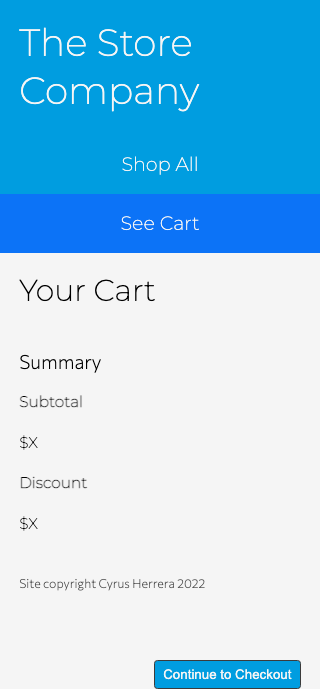 The Store
Company
Shop All
See Cart
Your Cart
Summary
Subtotal
$X
Discount
$X
Site copyright Cyrus Herrera 2022
Continue to Checkout